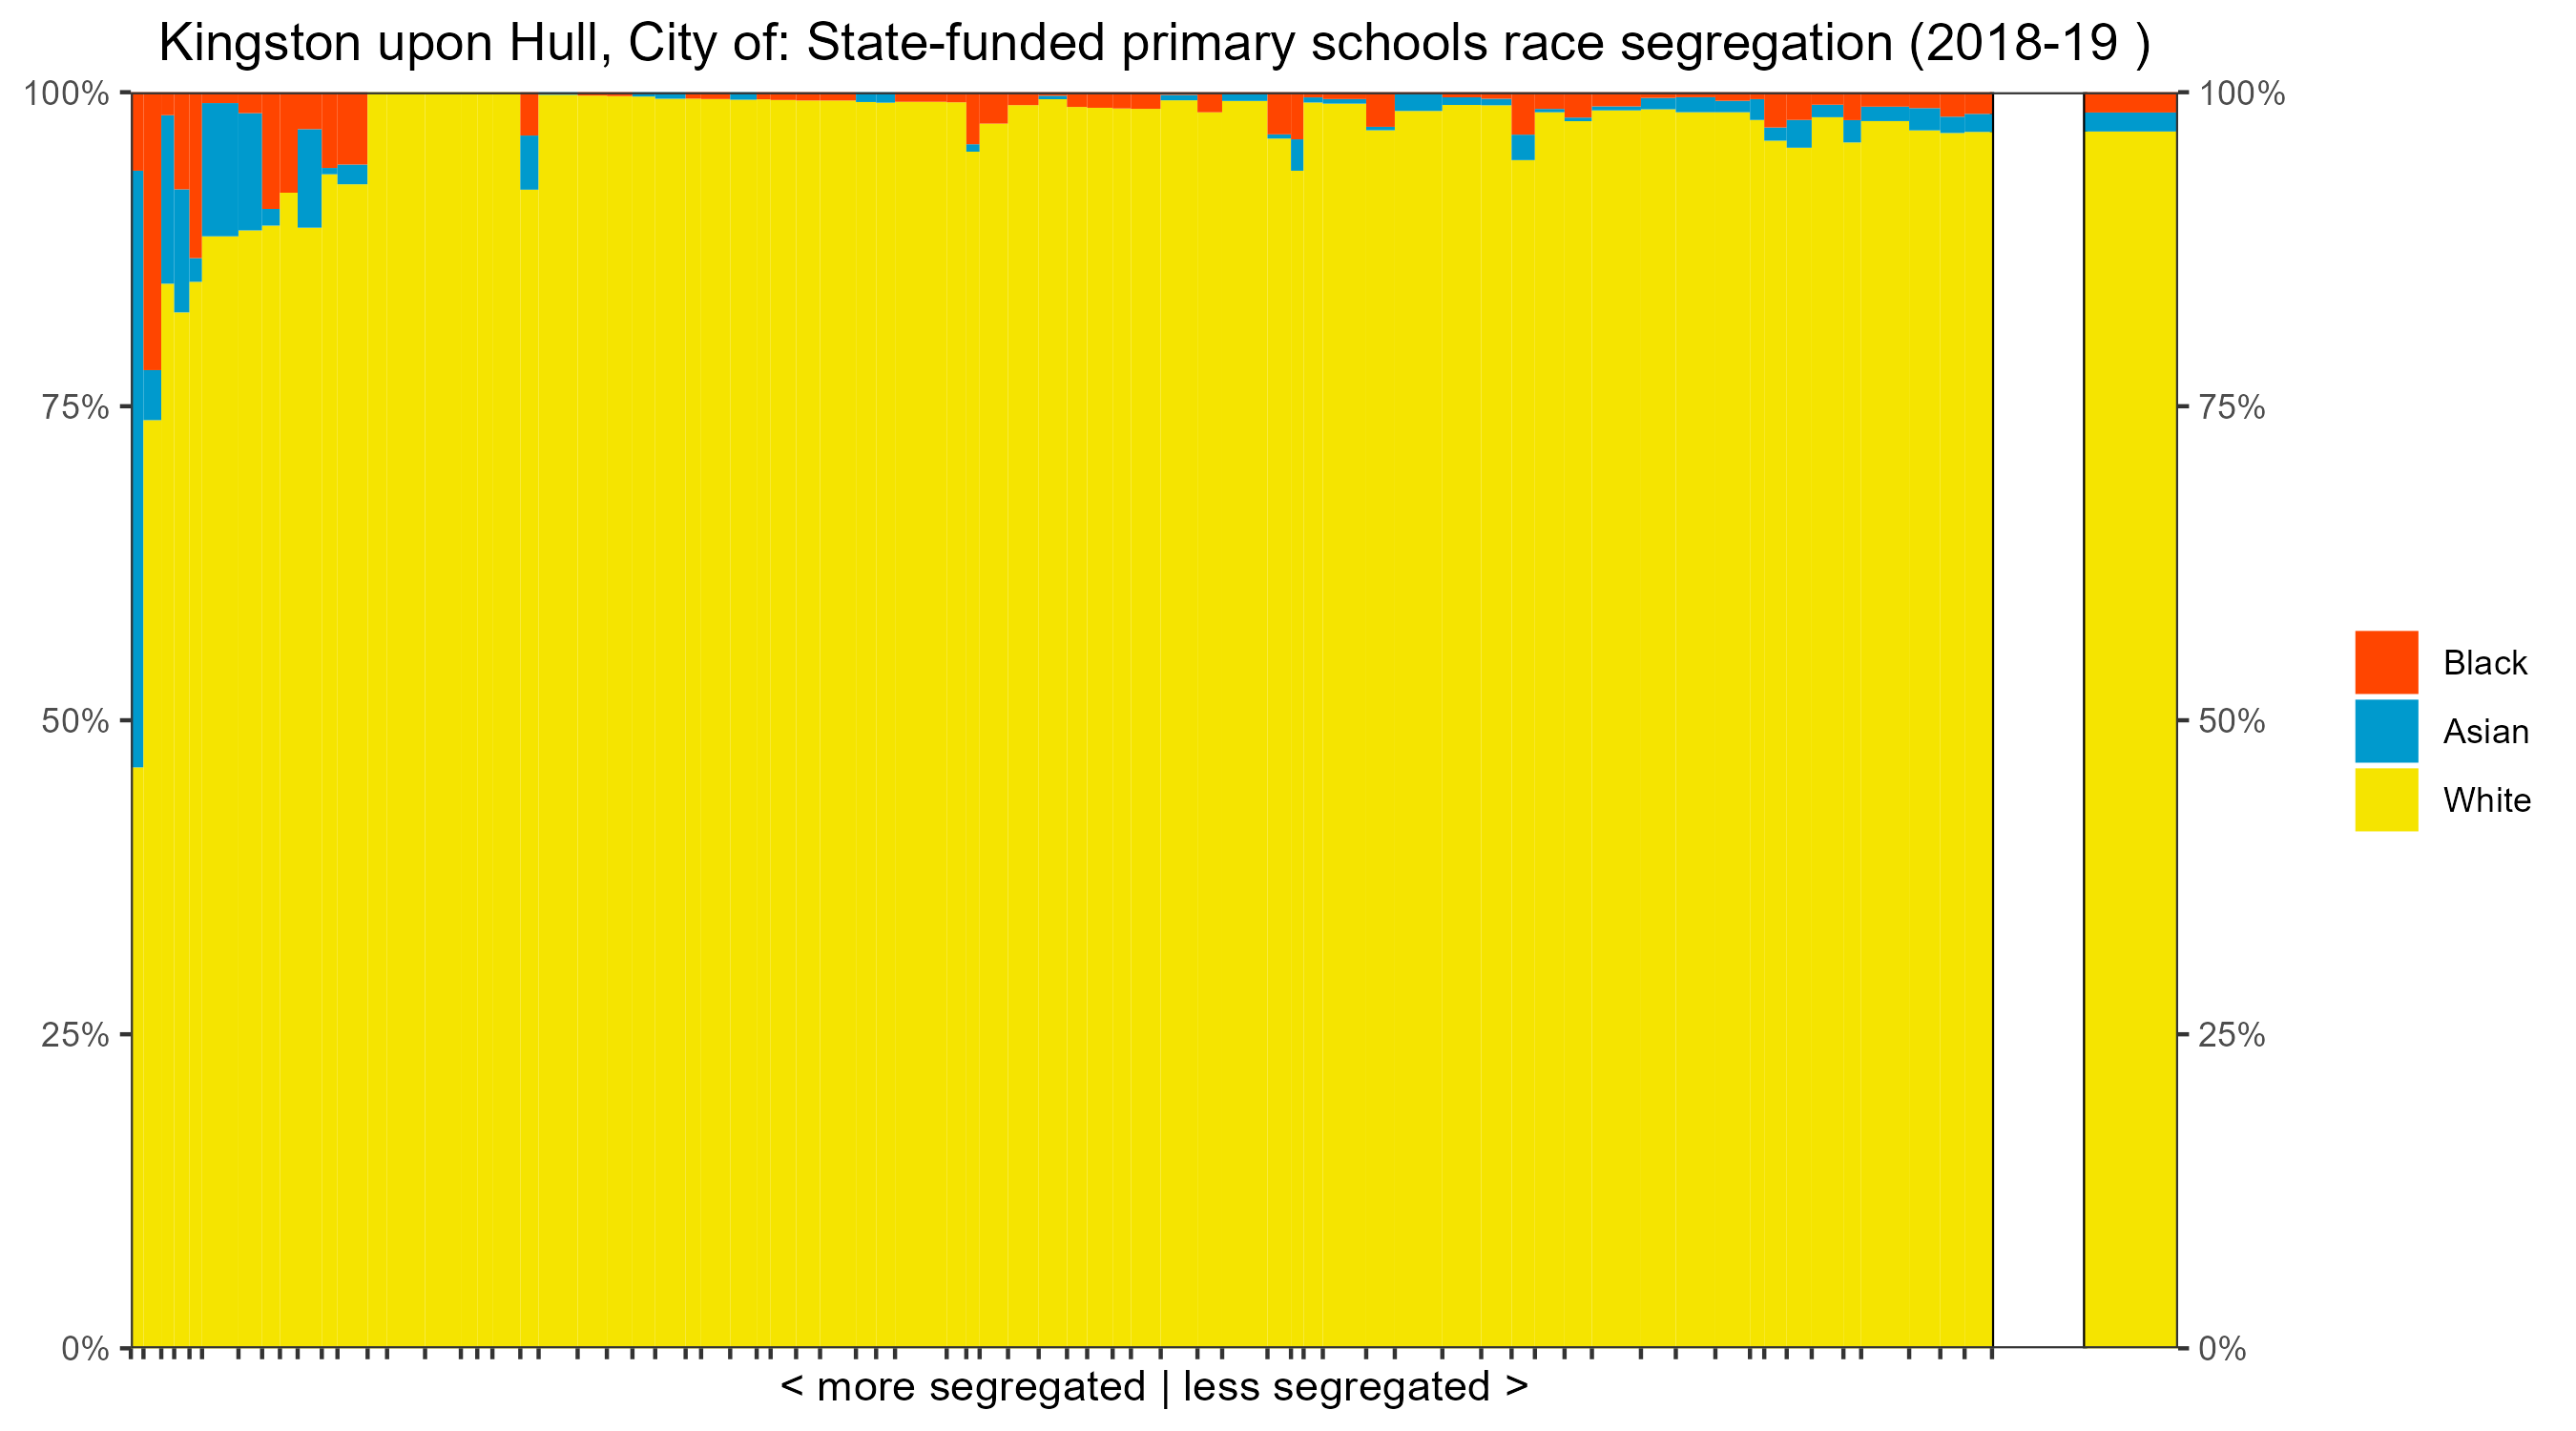 Kingston upon Hull, City of: State-funded primary schools race segregation (2018-19 )
100%
75%
50%
25%
0%
100%
75%
50%
25%
0%
Black
Asian
White
< more segregated | less segregated >